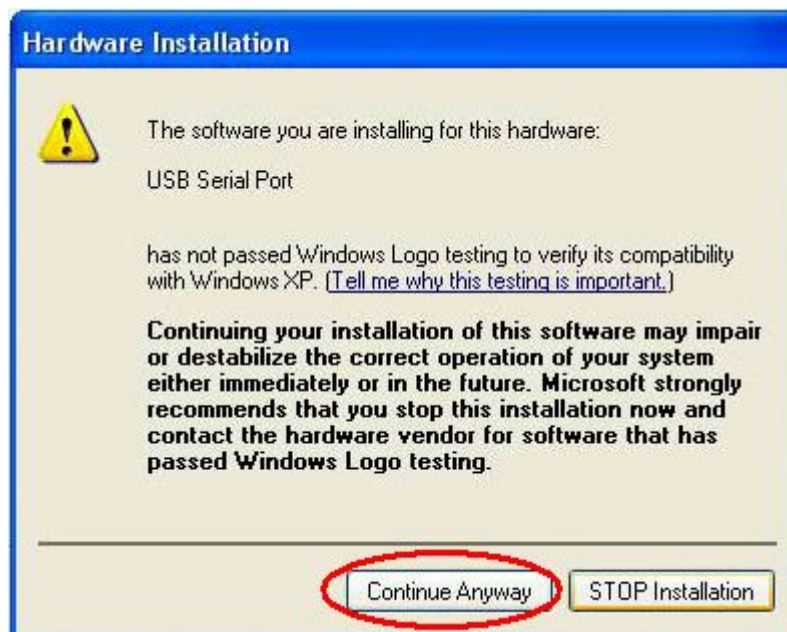 Hardware Installation
The software you are installing for this hardware:
USB Serial Port
has not passed Windows Logo testing to verify its compatibility
with Windows XP. (Tell me why this testing is important.)
Continuing your installation of this software may impair
or destabilize the correct operation of your system
either immediately or in the future. Microsoft strongly
recommends that you stop this installation now and
contact the hardware vendor for software that has
passed Windows Logo testing.
Continue Anyway
STOP Installation